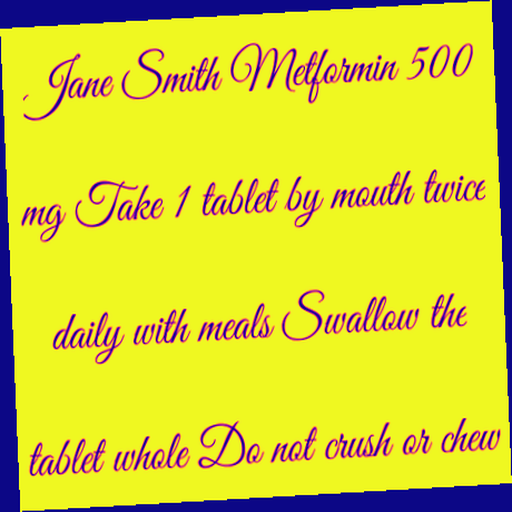 Jane Smith Metformin 500
mg Take 1 tablet by mouth twice
daily with meals Swallow the
tablet whole Do not crush or chew